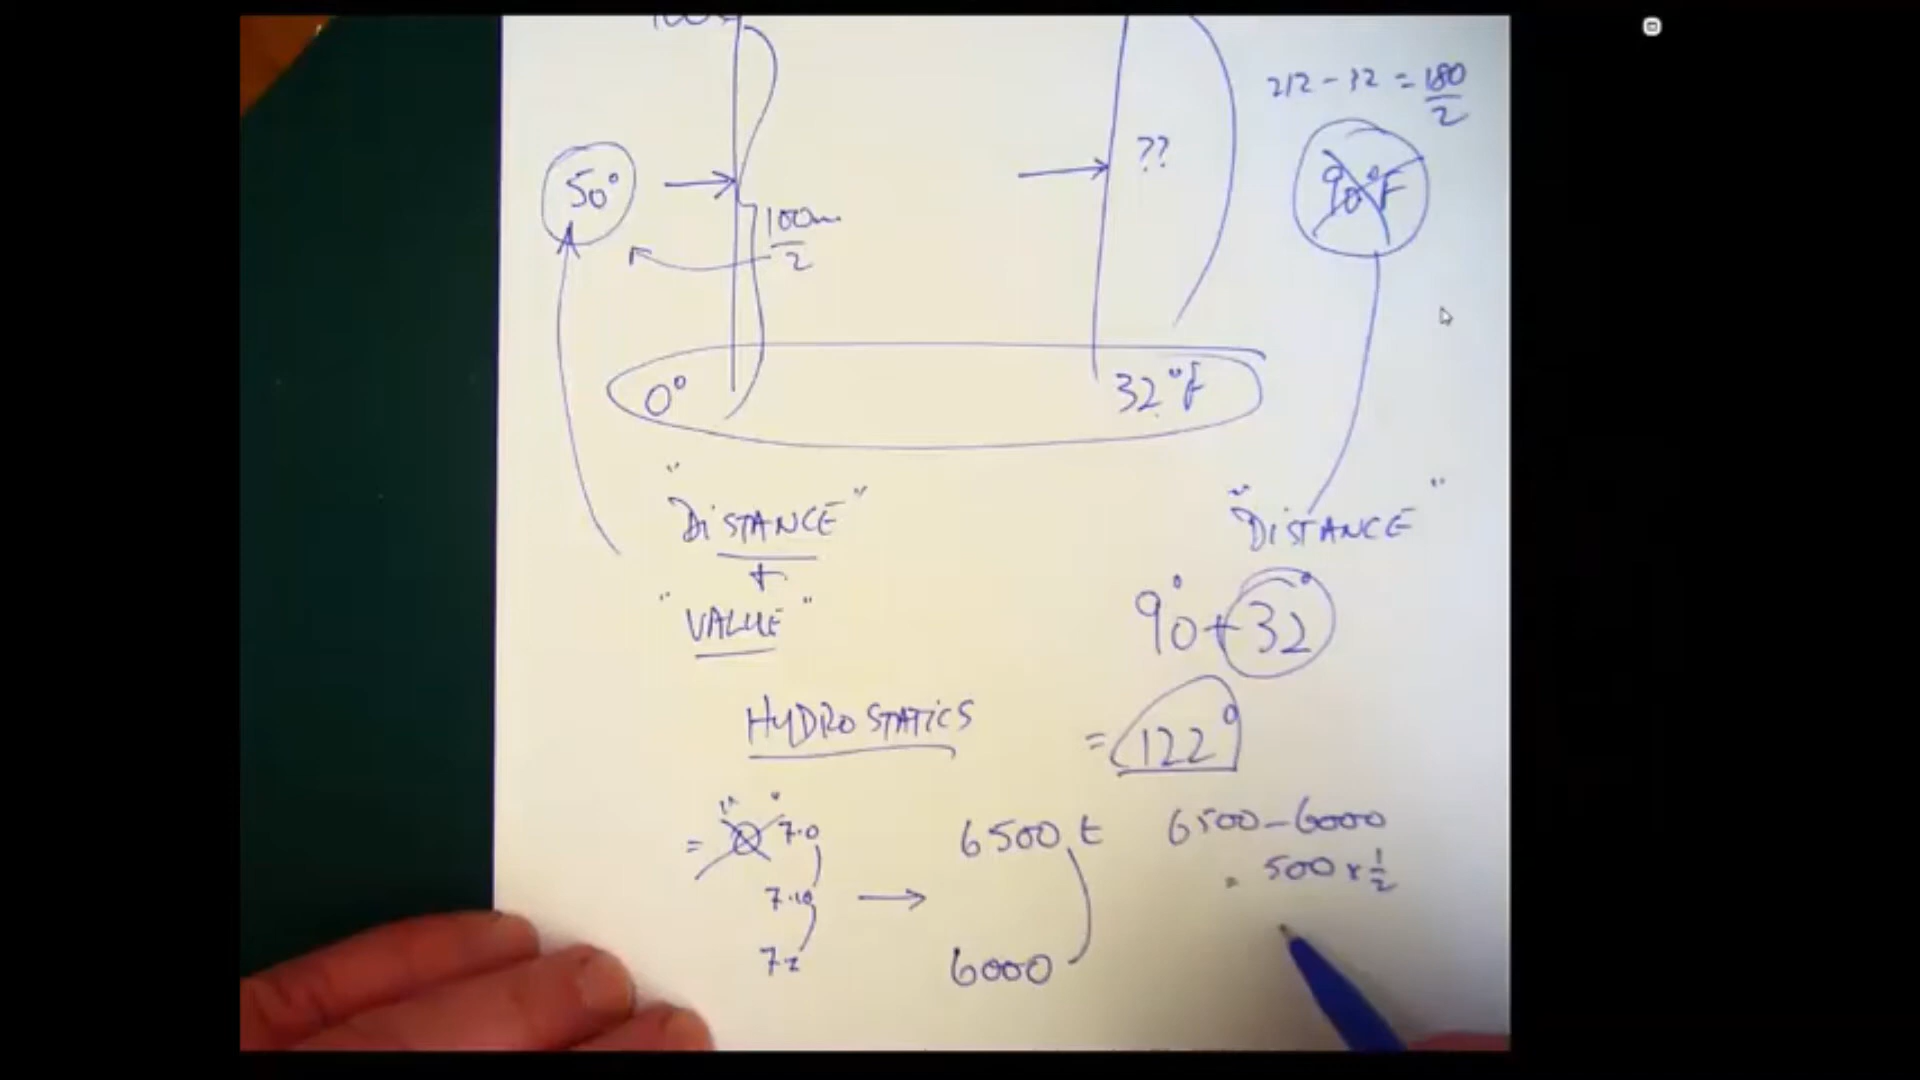 212 - 32 = 180
2
??
50°
90°F
100
2
0°
32°F
"DISTANCE"
"DISTANCE"
+
90° + 32°
"VALUE"
HYDROSTATICS
= 122°
= 7.0
6500 t
6500 - 6000
= 500 x 1/2
7.10
→
7.2
6000